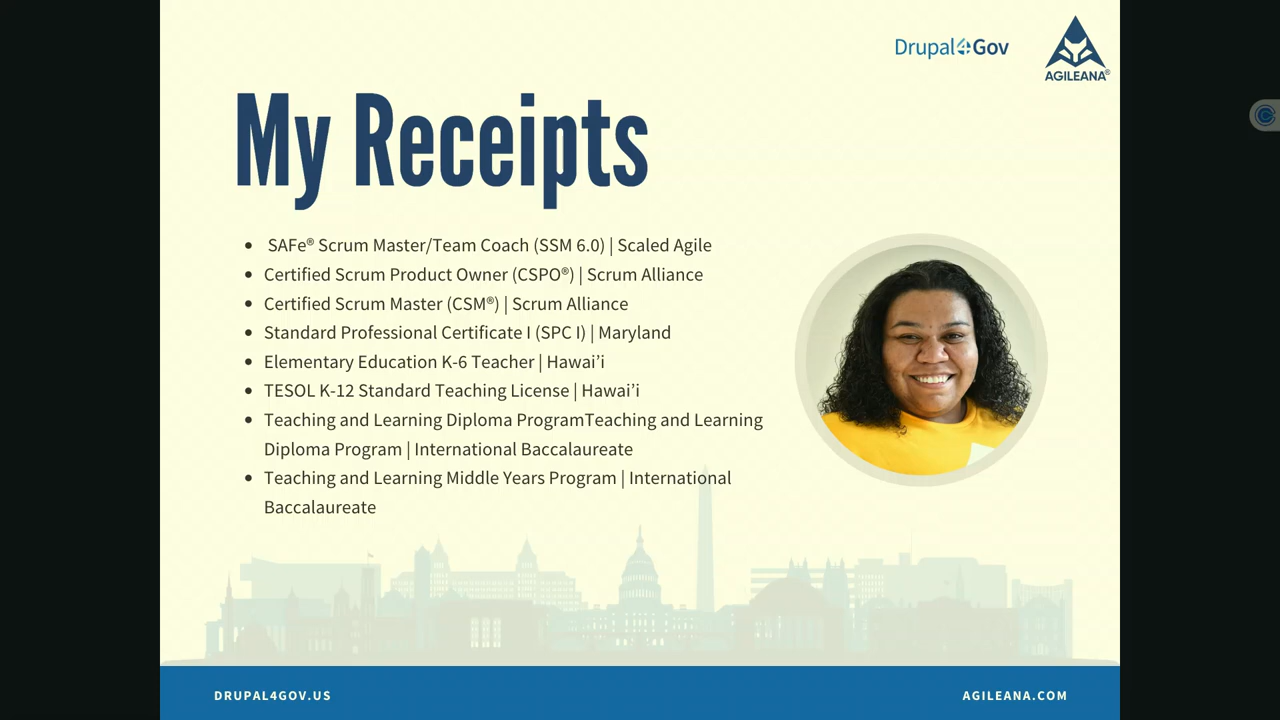 Drupal4Gov
AGILEANA®
My Receipts
• SAFe® Scrum Master/Team Coach (SSM 6.0) | Scaled Agile
• Certified Scrum Product Owner (CSPO®) | Scrum Alliance
• Certified Scrum Master (CSM®) | Scrum Alliance
• Standard Professional Certificate I (SPC I) | Maryland
• Elementary Education K-6 Teacher | Hawai’i
• TESOL K-12 Standard Teaching License | Hawai’i
• Teaching and Learning Diploma ProgramTeaching and Learning
Diploma Program | International Baccalaureate
• Teaching and Learning Middle Years Program | International
Baccalaureate
DRUPAL4GOV.US
AGILEANA.COM